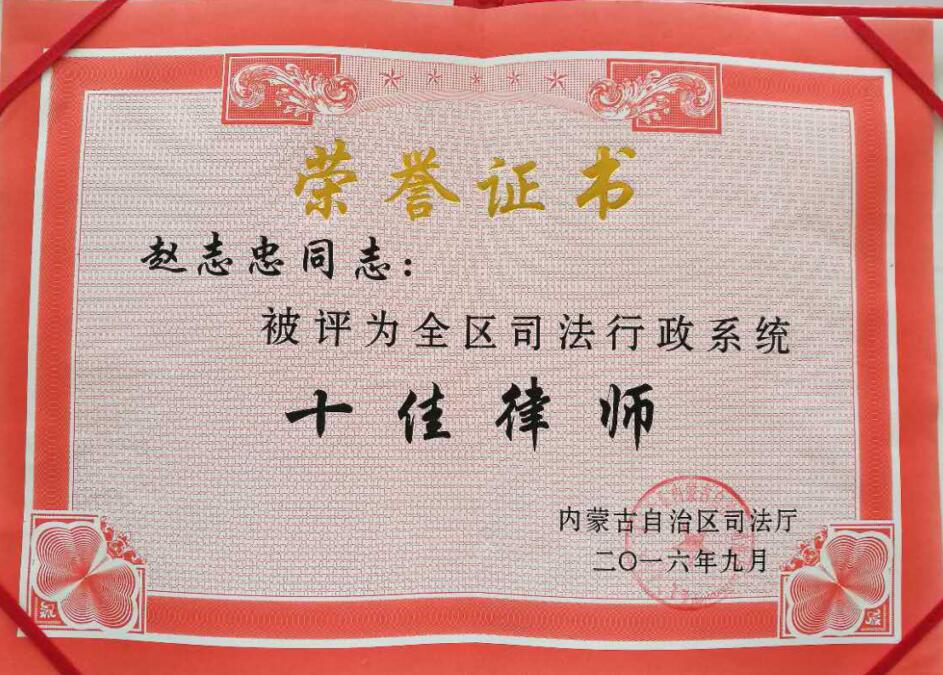 荣誉证书
赵志忠同志：
被评为全区司法行政系统
十佳律师
内蒙古自治区司法厅
二〇一六年九月